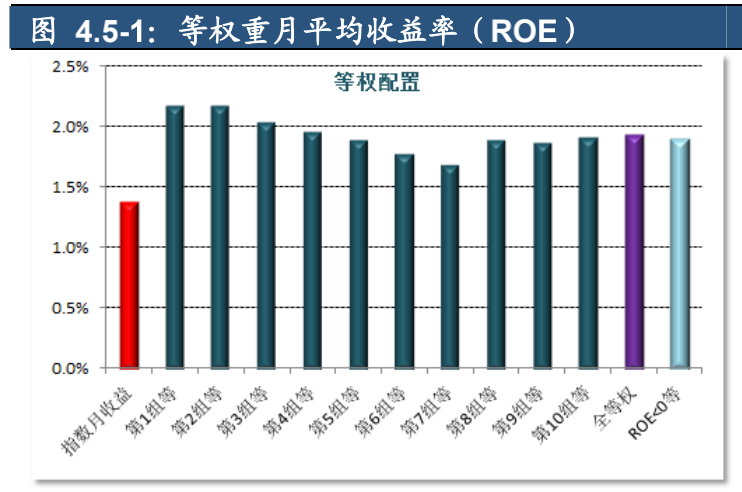 图 4.5-1：等权重月平均收益率（ROE）
等权配置
2.5%
2.0%
1.5%
1.0%
0.5%
0.0%
指数月收益
第1组等
第2组等
第3组等
第4组等
第5组等
第6组等
第7组等
第8组等
第9组等
第10组等
全等权
ROE<0等